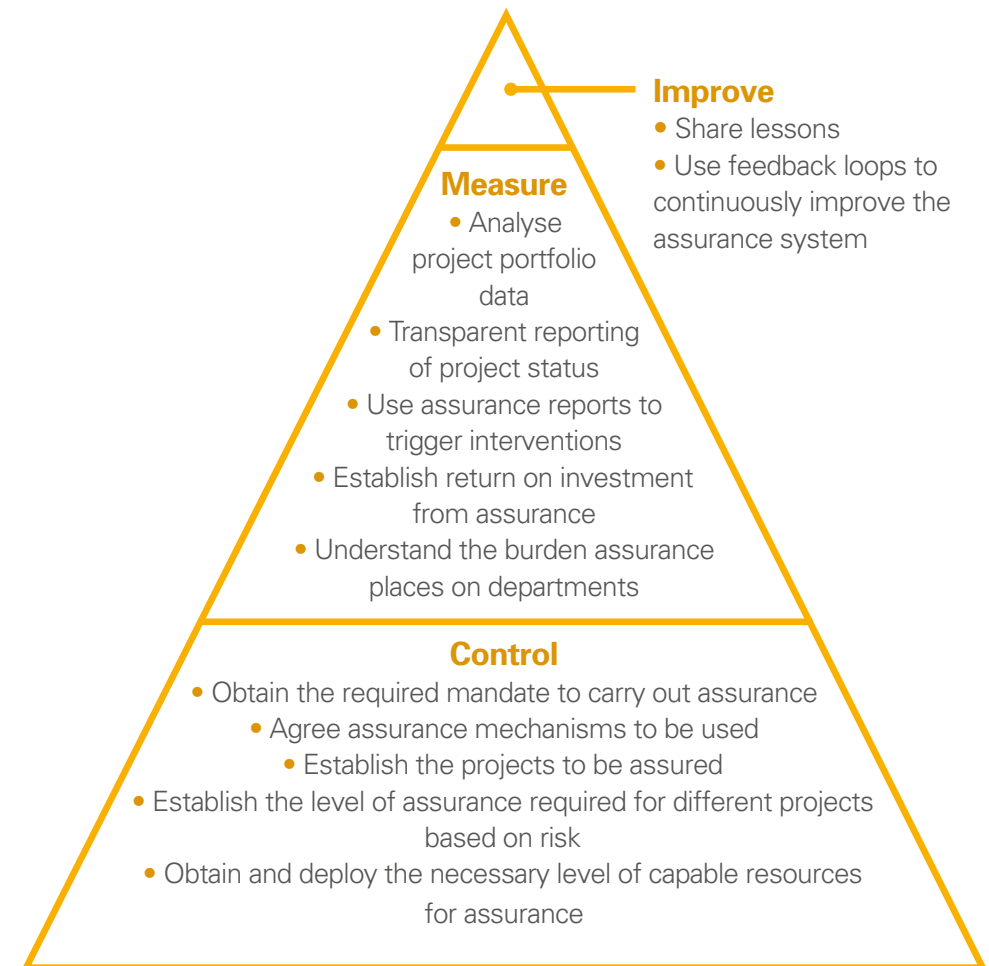 Improve
• Share lessons
• Use feedback loops to
continuously improve the
assurance system
Measure
• Analyse
project portfolio
data
• Transparent reporting
of project status
• Use assurance reports to
trigger interventions
• Establish return on investment
from assurance
• Understand the burden assurance
places on departments
Control
• Obtain the required mandate to carry out assurance
• Agree assurance mechanisms to be used
• Establish the projects to be assured
• Establish the level of assurance required for different projects
based on risk
• Obtain and deploy the necessary level of capable resources
for assurance